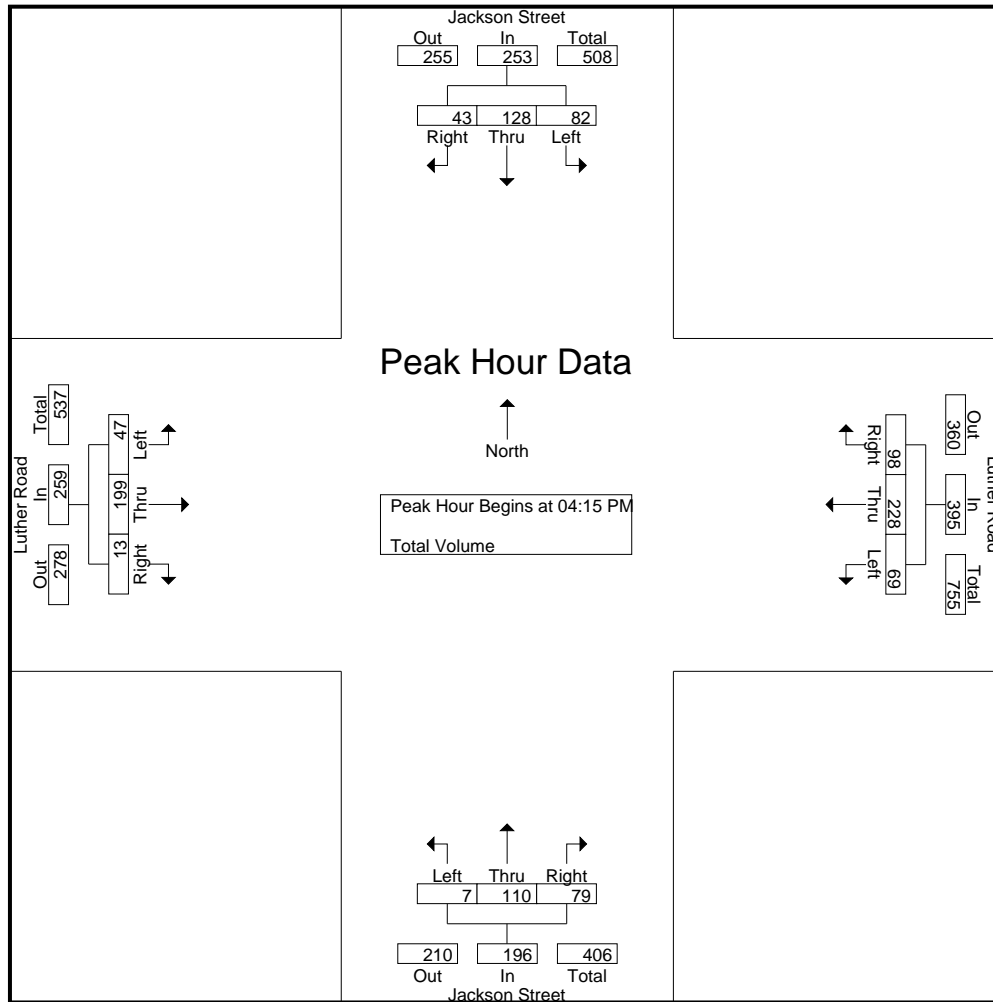 Jackson Street
Out In Total
255 253 508
43 128 82
Right Thru Left
Peak Hour Data
North
Peak Hour Begins at 04:15 PM
Total Volume
Luther Road
Out In Total
278 259 537
13 199 47
Right Thru Left
Luther Road
Out In Total
360 395 755
98 228 69
Right Thru Left
Left Thru Right
7 110 79
210 196 406
Out In Total
Jackson Street